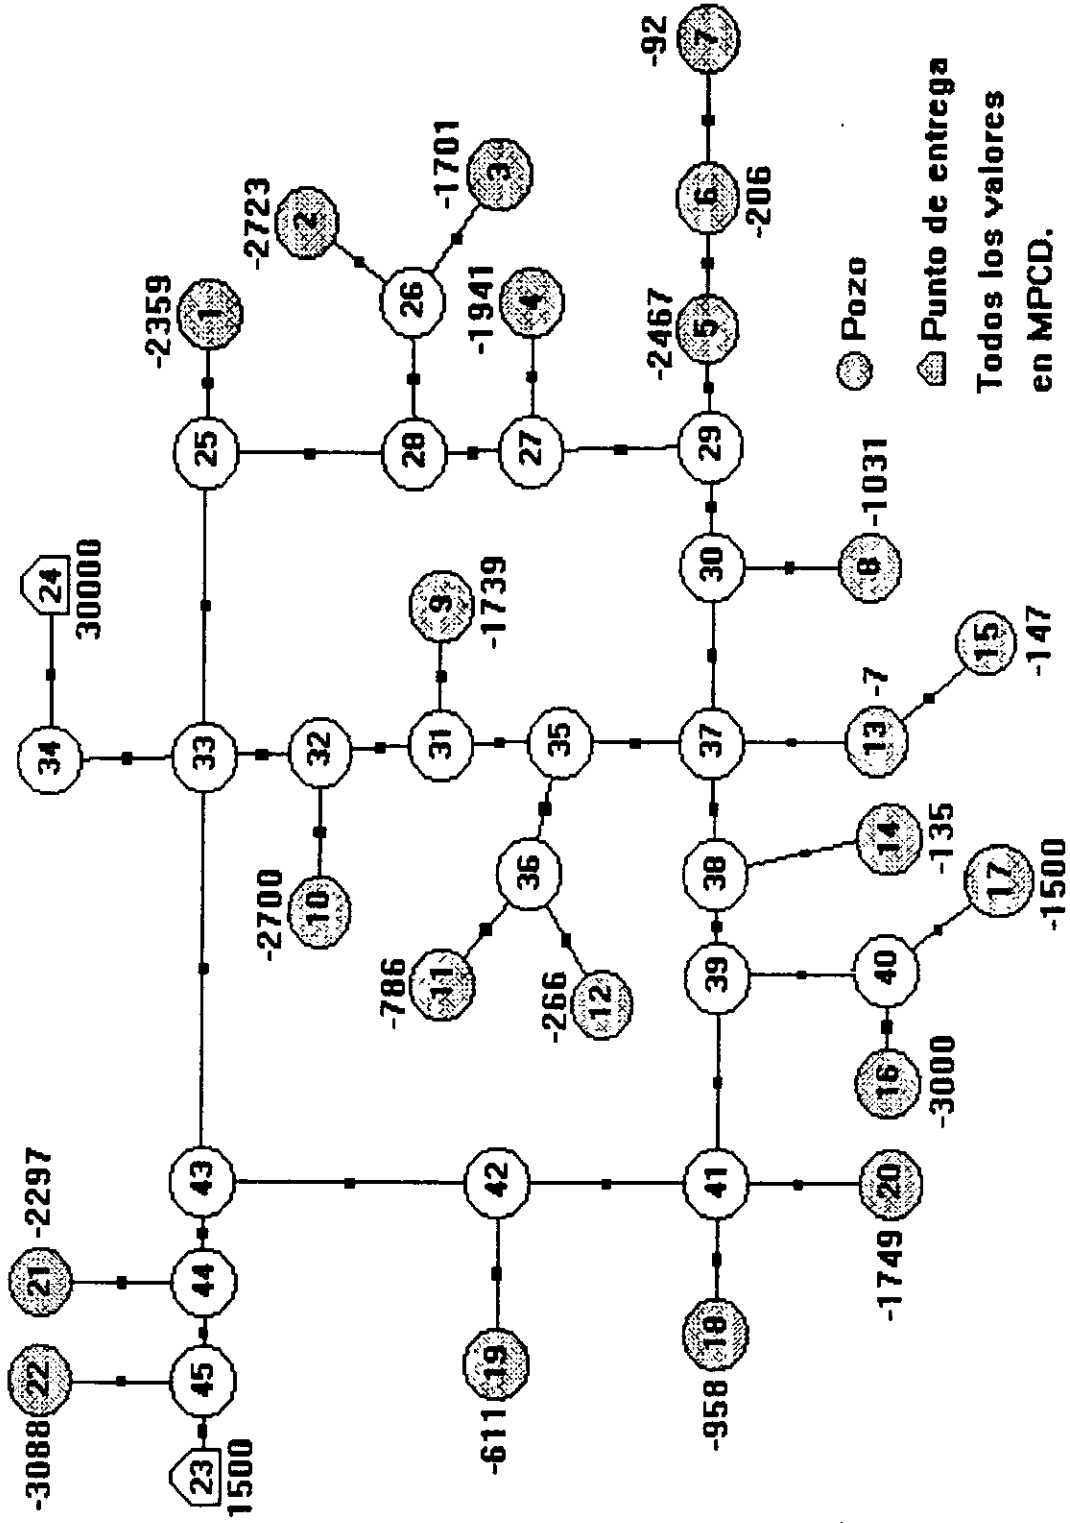 -3088 22 21 -2297 34 24
30000
-2359
23 45 44 43 33 25 1
1500
-2723
-2700
2
10 32
-786
28 26
-1701
11 31 9
-1941
-611 19 42
-1739
3
36 27 4
-266
35
12
-2467 -92
-958 18 41 39 38 37 30 29 5 6 7
-206
Pozo
13 -7 8 -1031
-1749 20 16 40 14
Punto de entrega
-3000 -135
15
17
Todos los valores
-147
en MPCD.
-1500